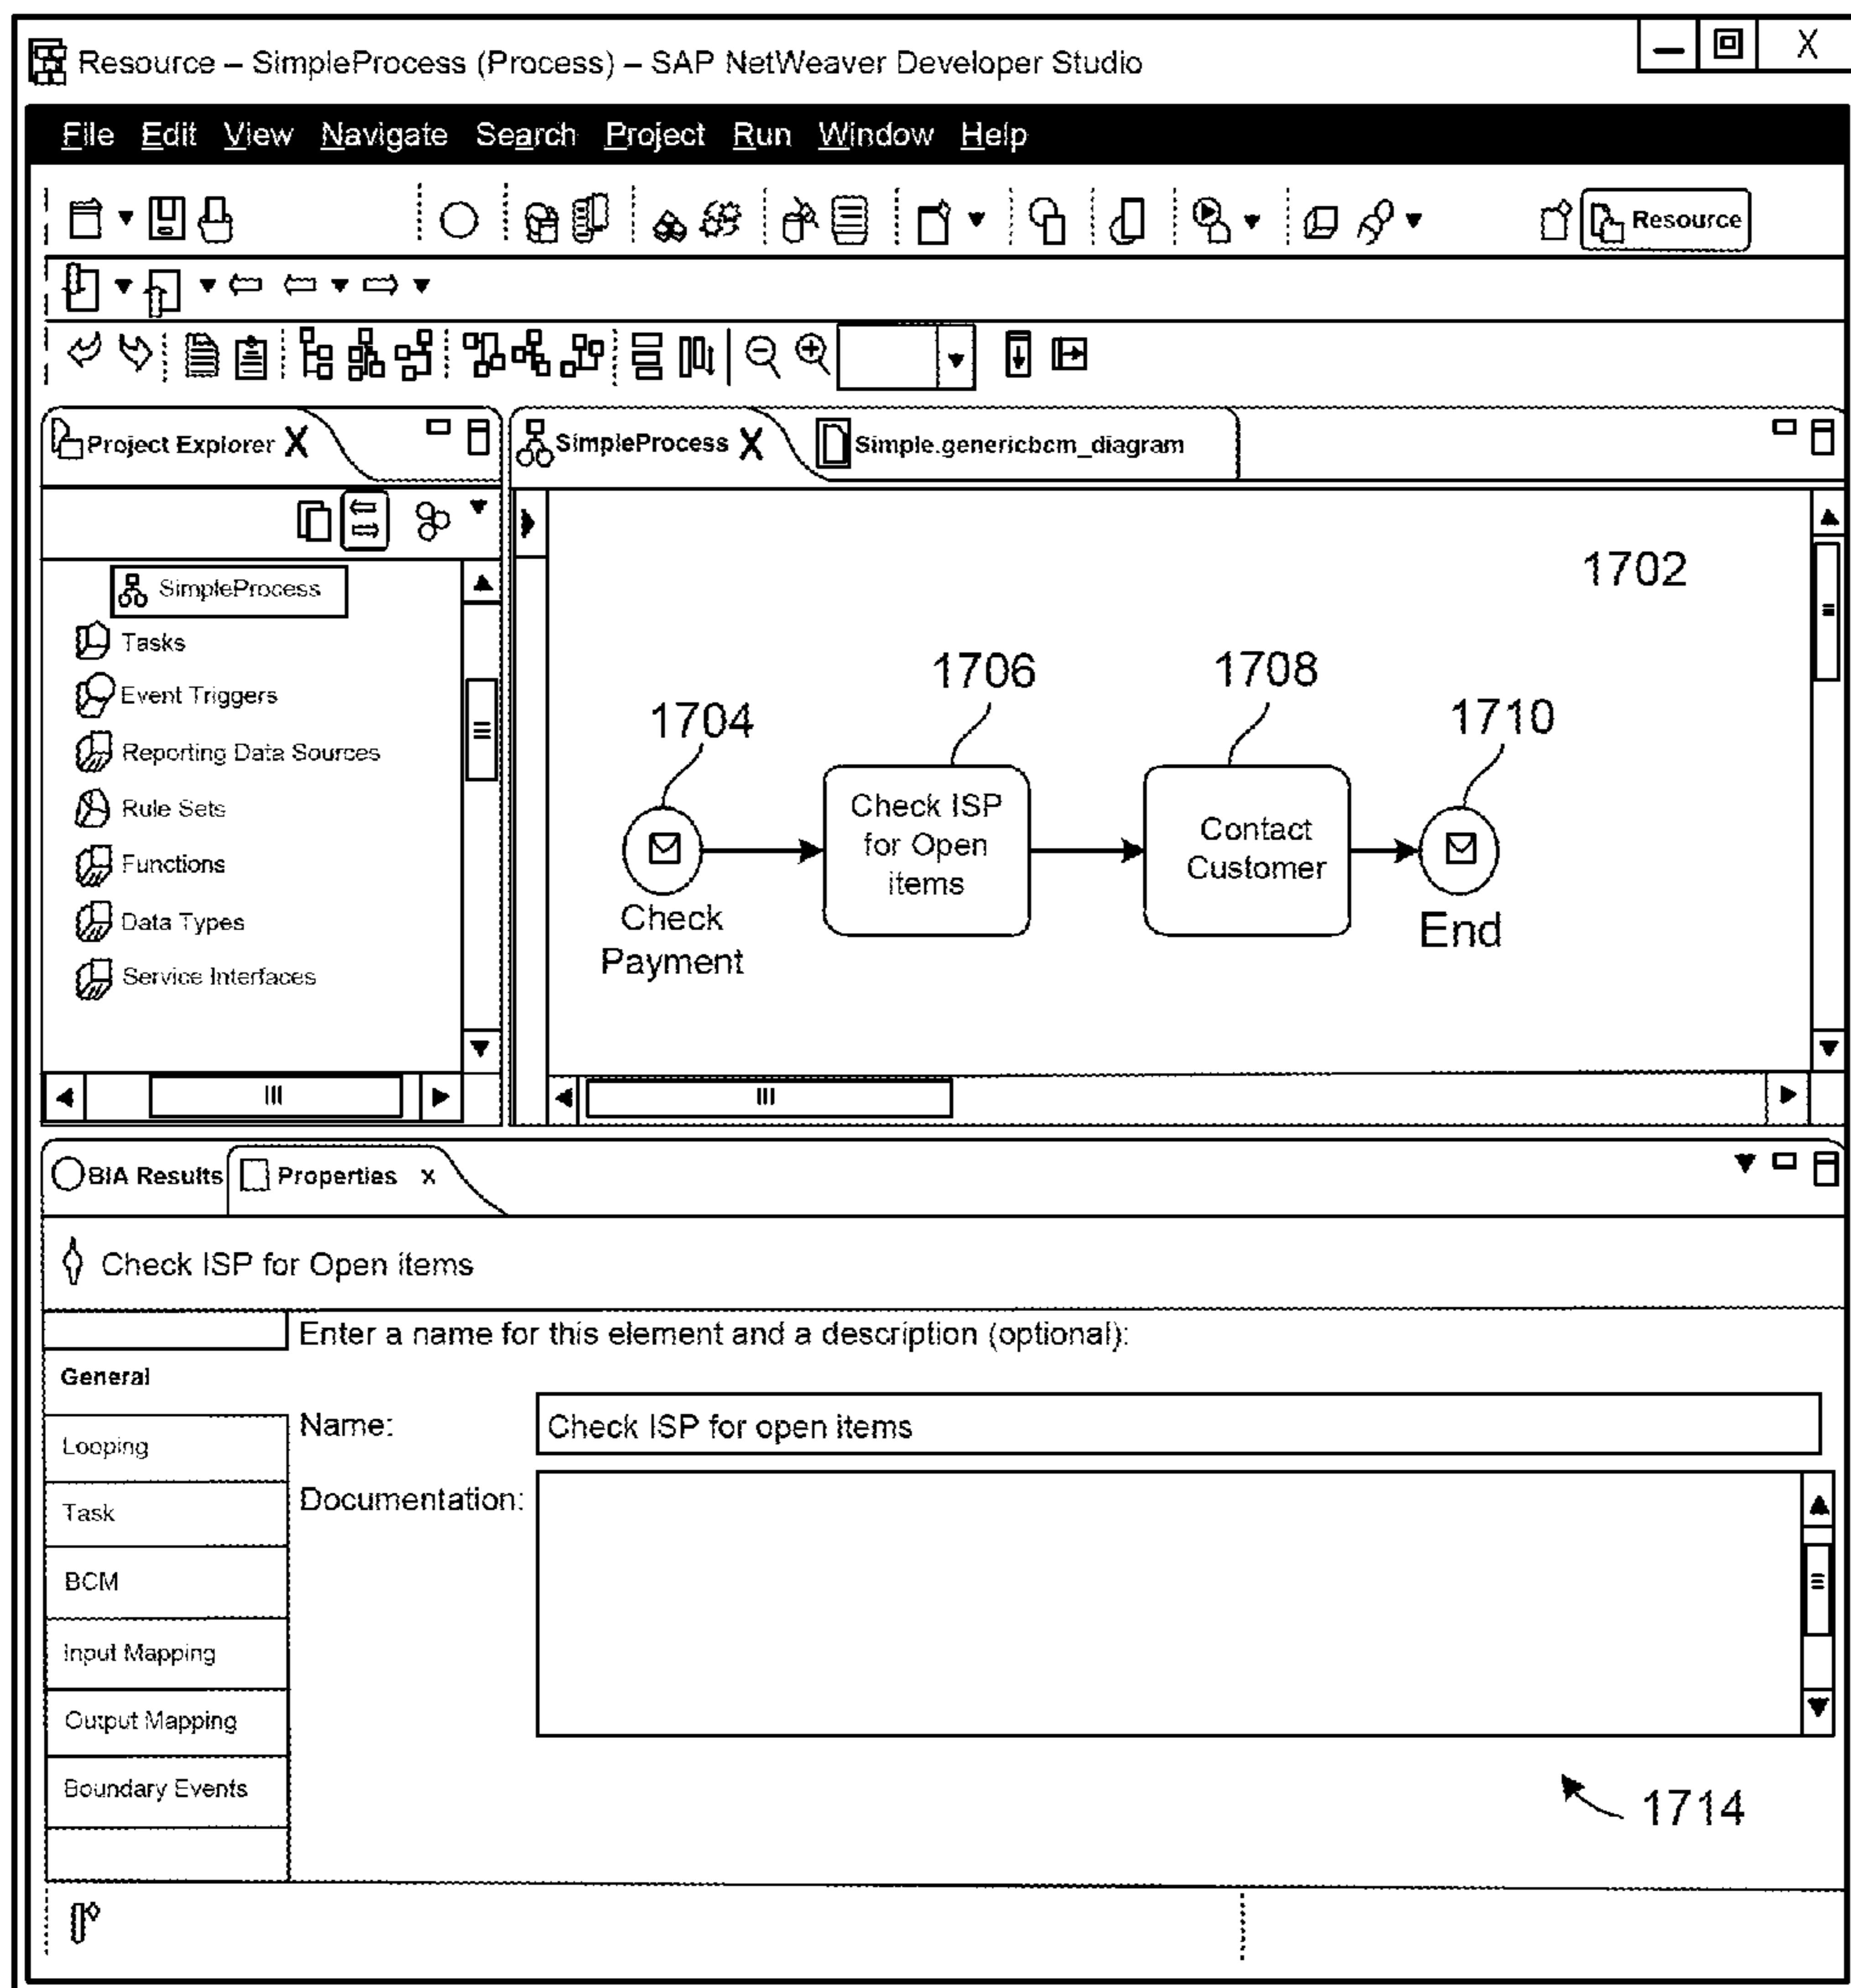 Resource – SimpleProcess (Process) – SAP NetWeaver Developer Studio
X
File Edit View Navigate Search Project Run Window Help
Resource
Project Explorer X
SimpleProcess X
Simple.genericbcm_diagram
SimpleProcess
Tasks
Event Triggers
Reporting Data Sources
Rule Sets
Functions
Data Types
Service Interfaces
1702
1704
1706
1708
1710
Check
Payment
Check ISP
for Open
items
Contact
Customer
End
BIA Results
Properties x
Check ISP for Open items
Enter a name for this element and a description (optional):
General
Looping
Task
BCM
Input Mapping
Output Mapping
Boundary Events
Name:
Check ISP for open items
Documentation:
1714